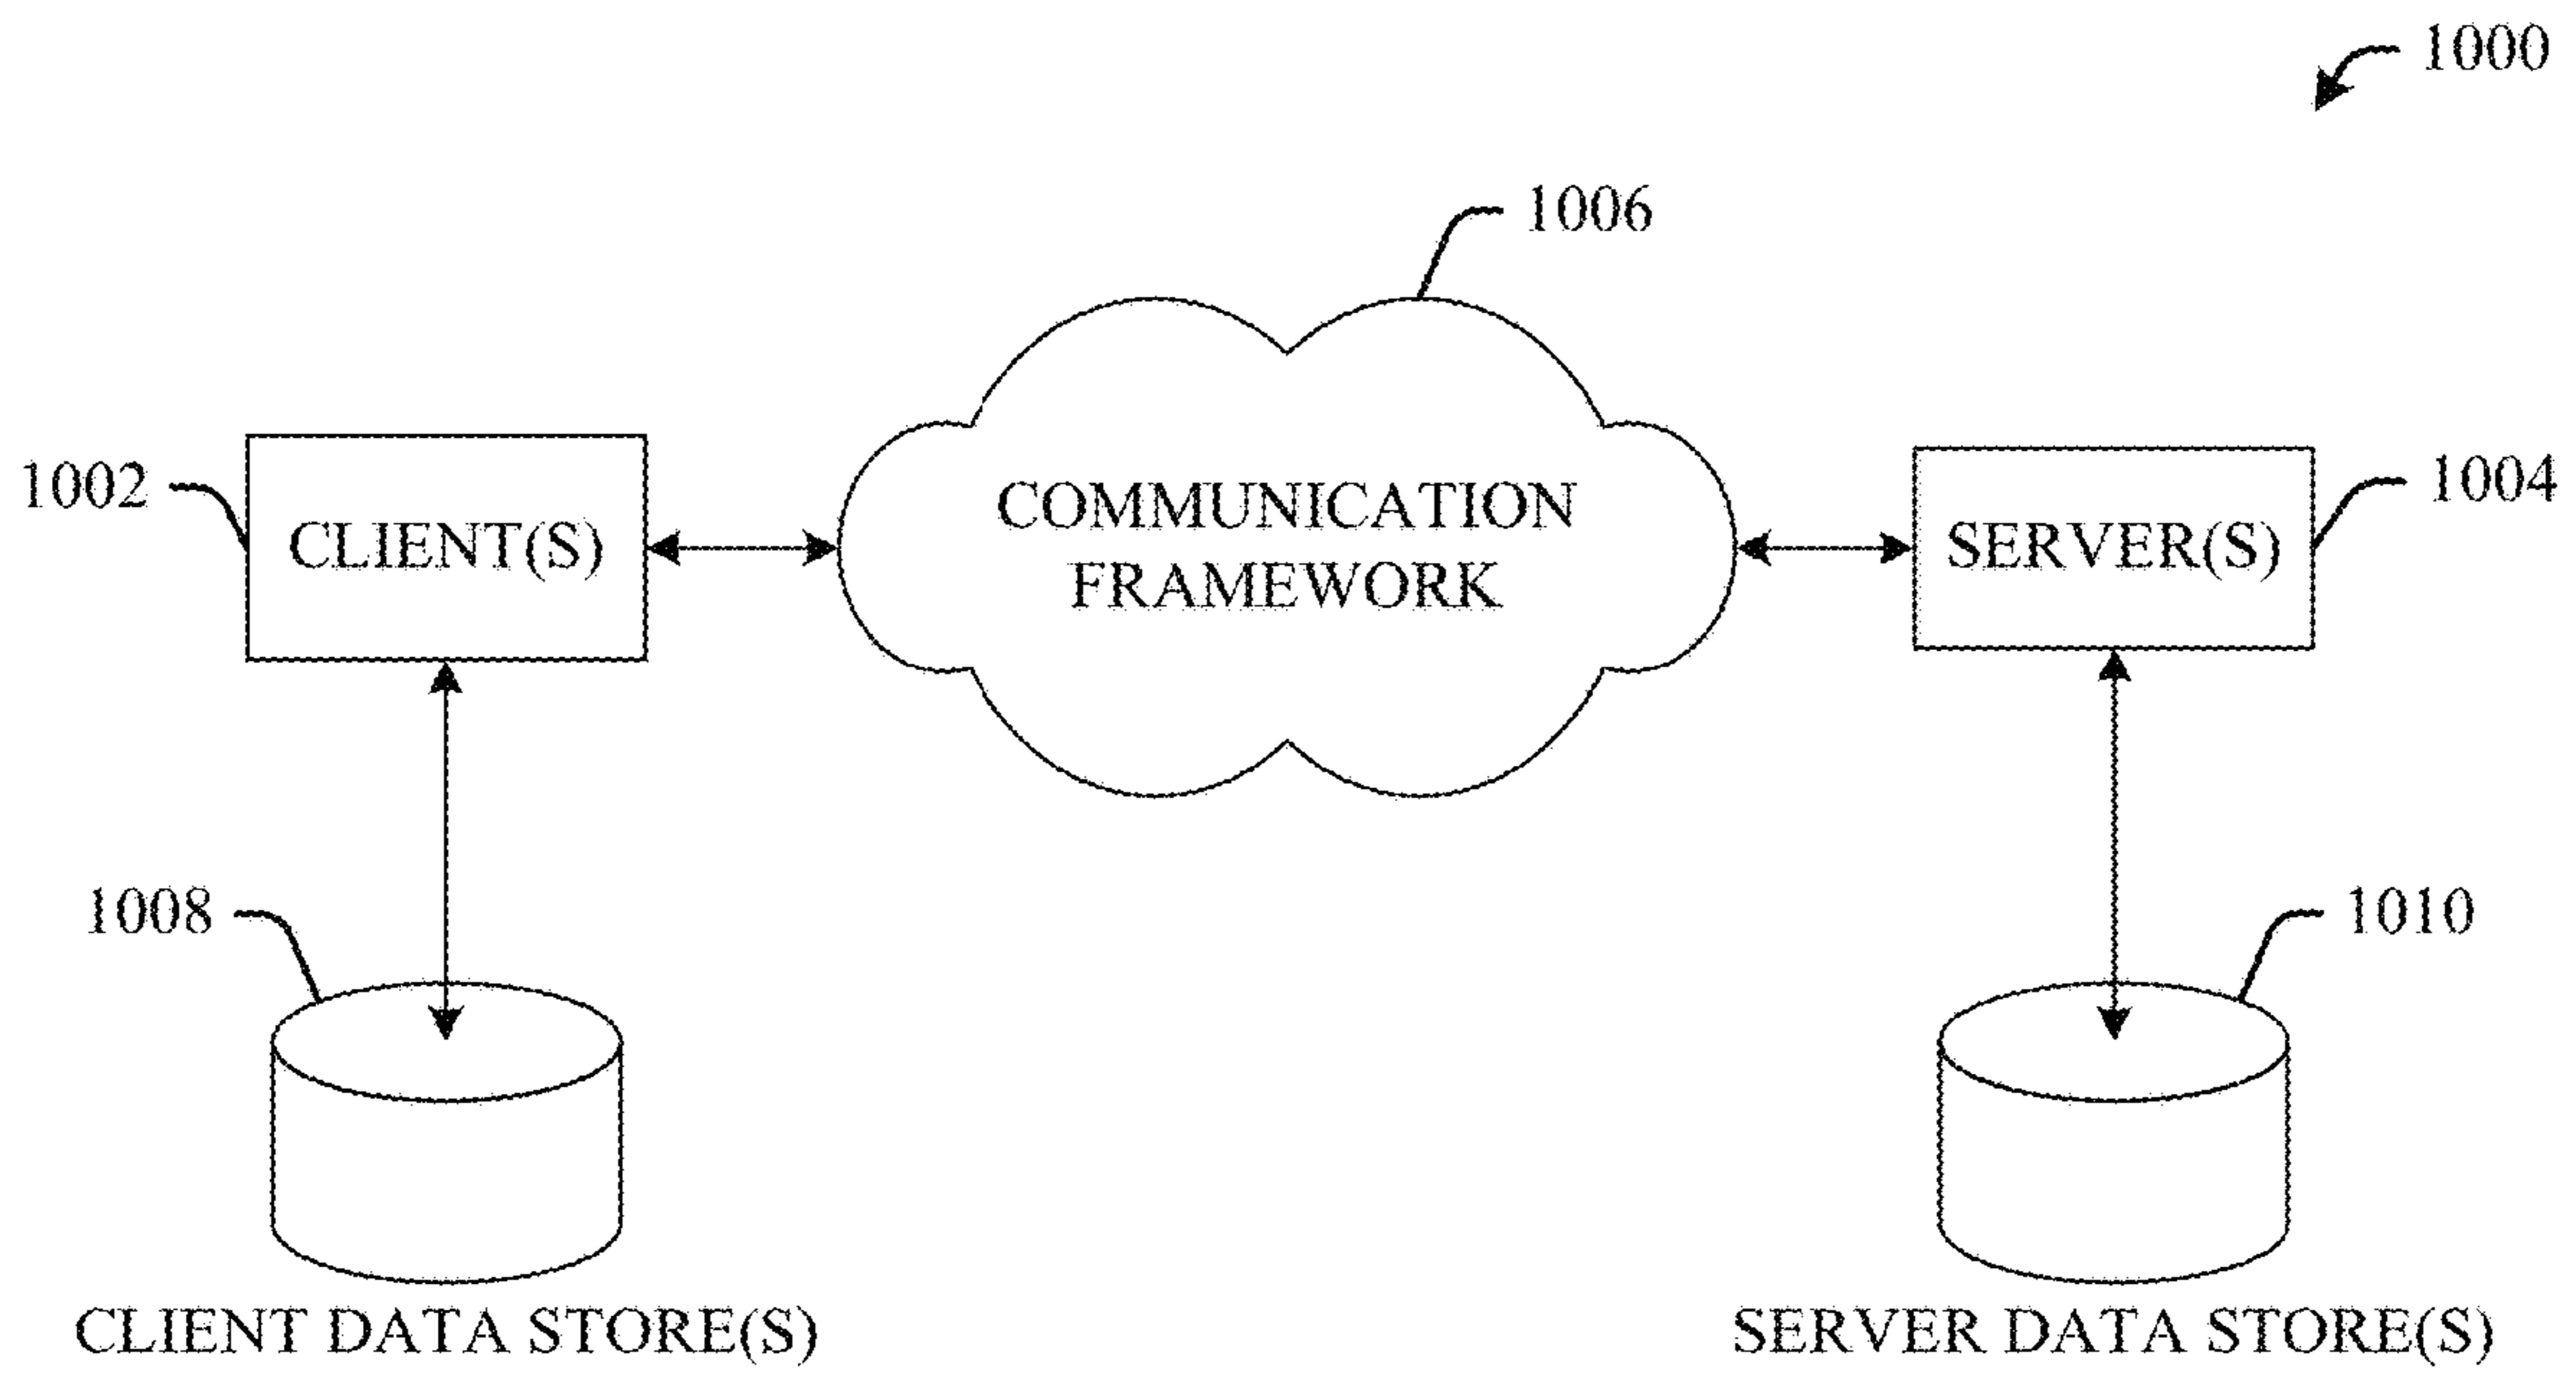 1000
1006
1002
CLIENT(S)
COMMUNICATION
FRAMEWORK
SERVER(S)
1004
1008
1010
CLIENT DATA STORE(S)
SERVER DATA STORE(S)